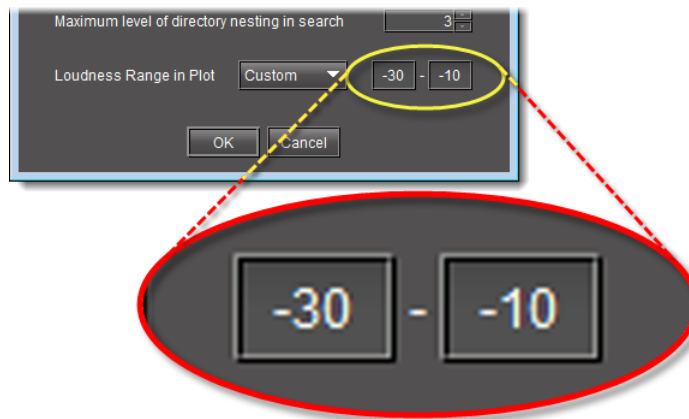 Maximum level of directory nesting in search 3
Loudness Range in Plot Custom -30 - -10
OK Cancel
-30 - -10